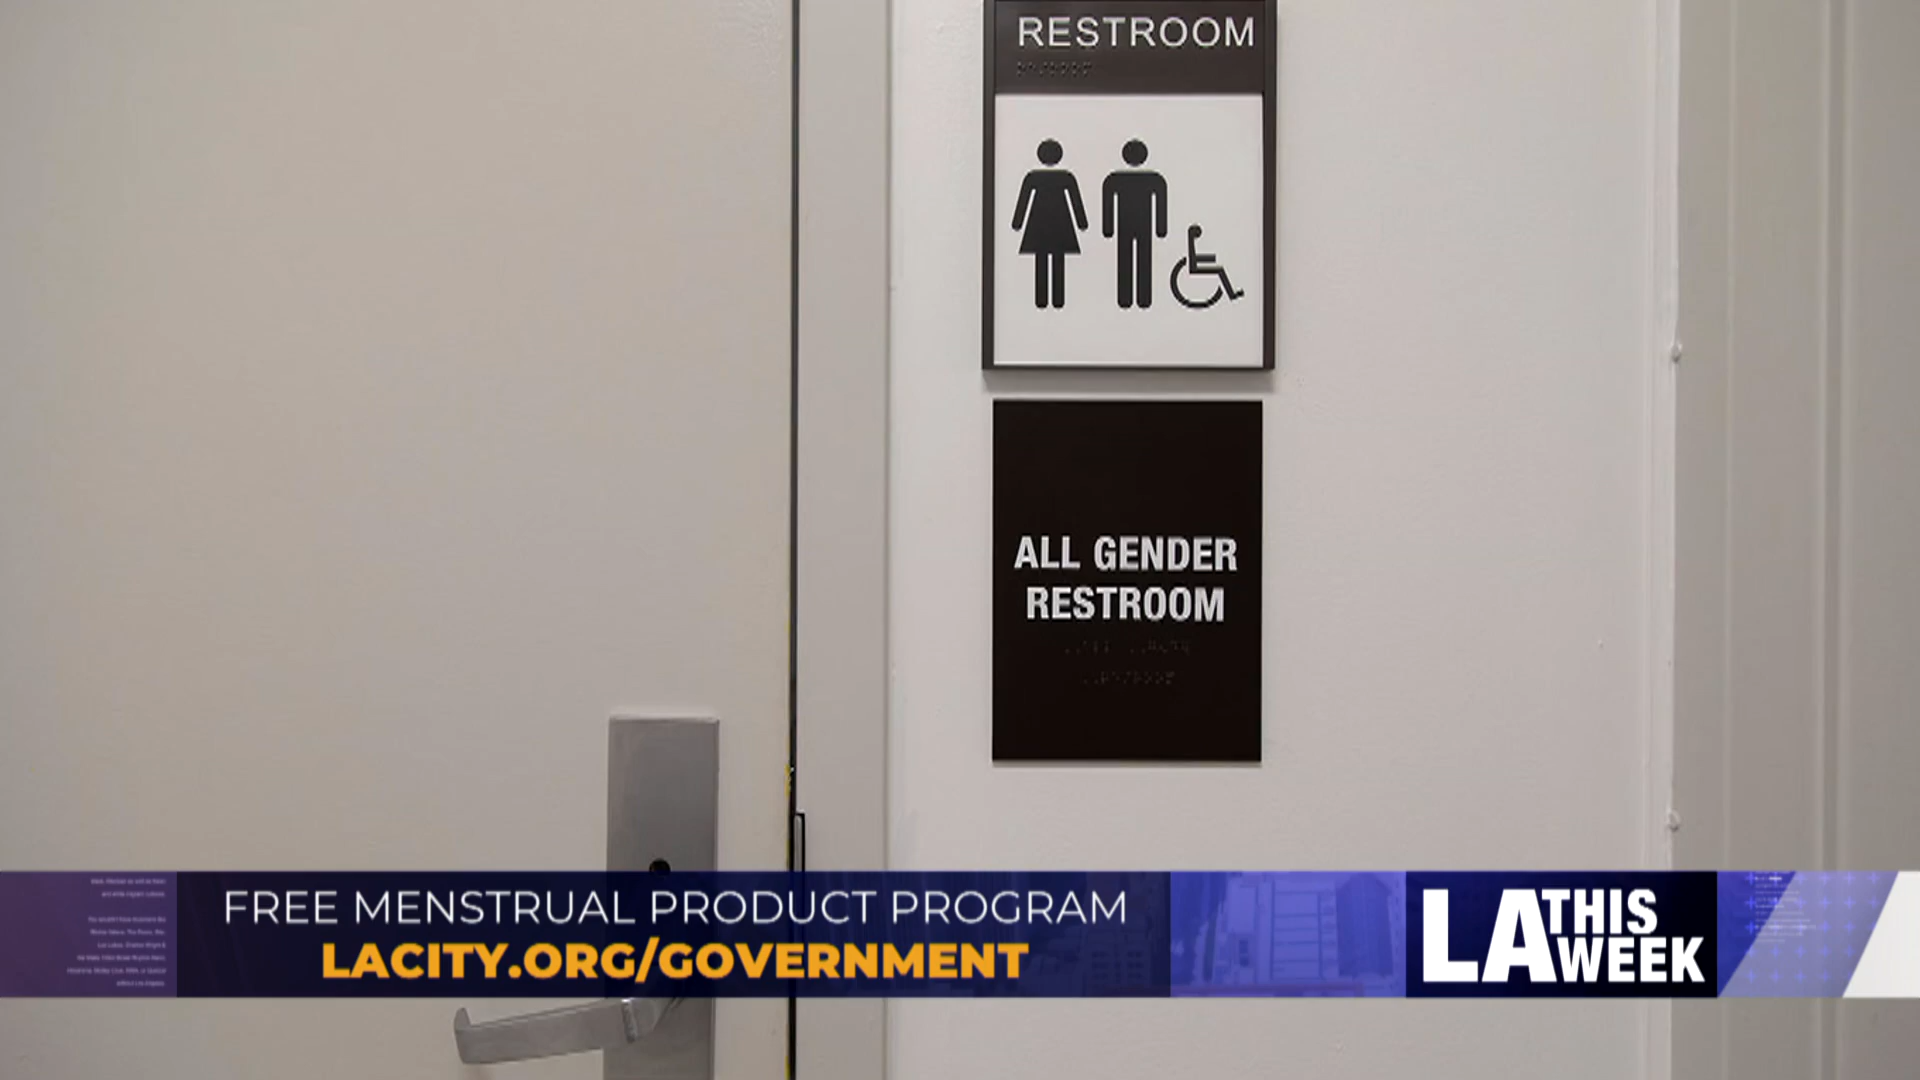 RESTROOM
ALL GENDER
RESTROOM
FREE MENSTRUAL PRODUCT PROGRAM
LACITY.ORG/GOVERNMENT
LA THIS
WEEK